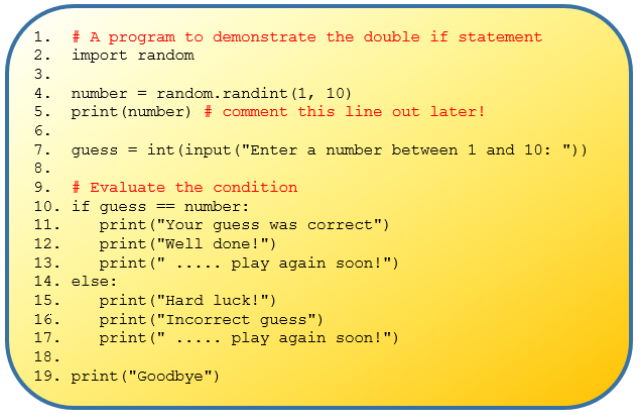 1. # A program to demonstrate the double if statement
2. import random
3.
4. number = random.randint(1, 10)
5. print(number) # comment this line out later!
6.
7. guess = int(input("Enter a number between 1 and 10: "))
8.
9. # Evaluate the condition
10. if guess == number:
11.    print("Your guess was correct")
12.    print("Well done!")
13.    print(" ..... play again soon!")
14. else:
15.    print("Hard luck!")
16.    print("Incorrect guess")
17.    print(" ..... play again soon!")
18.
19. print("Goodbye")